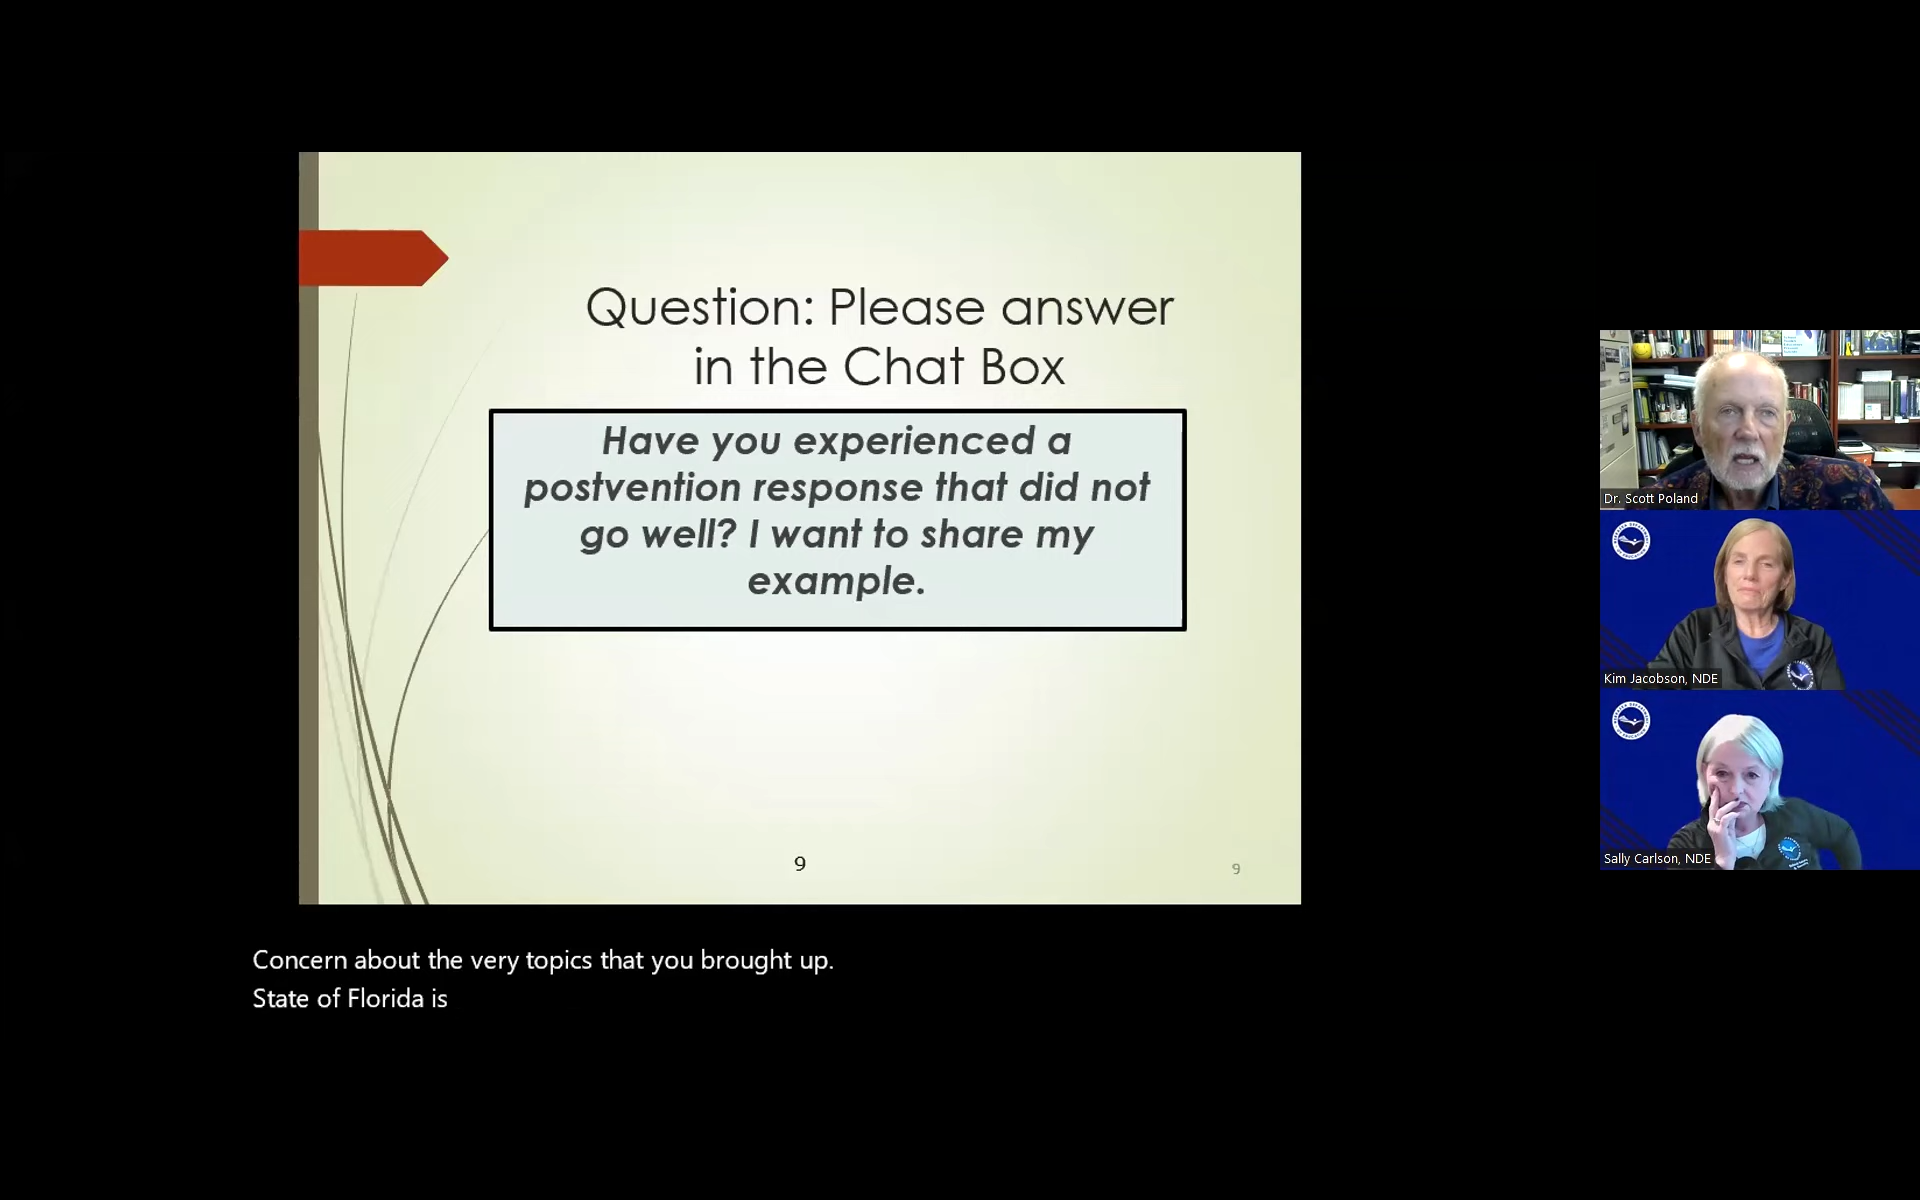 Question: Please answer
in the Chat Box
Have you experienced a
postvention response that did not
go well? I want to share my
example.
9
9
Dr. Scott Poland
Kim Jacobson, NDE
Sally Carlson, NDE
Concern about the very topics that you brought up.
State of Florida is